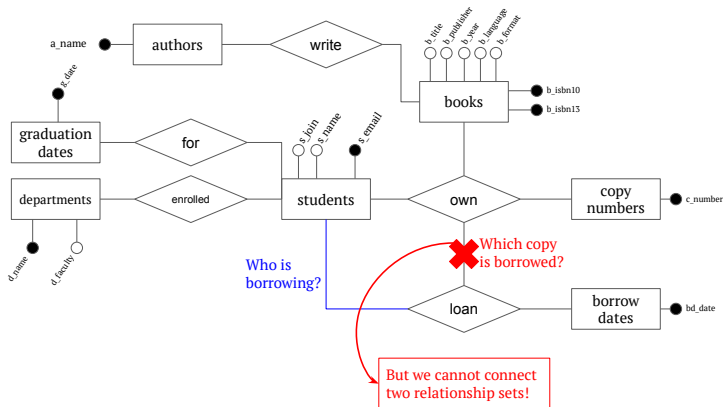 a_name
authors
write
b_title
b_publisher
b_year
b_language
b_format
books
b_isbn10
b_isbn13
g_date
graduation
dates
for
s_join
s_name
s_email
departments
enrolled
students
own
copy
numbers
c_number
d_name
d_faculty
Who is
borrowing?
Which copy
is borrowed?
loan
borrow
dates
bd_date
But we cannot connect
two relationship sets!